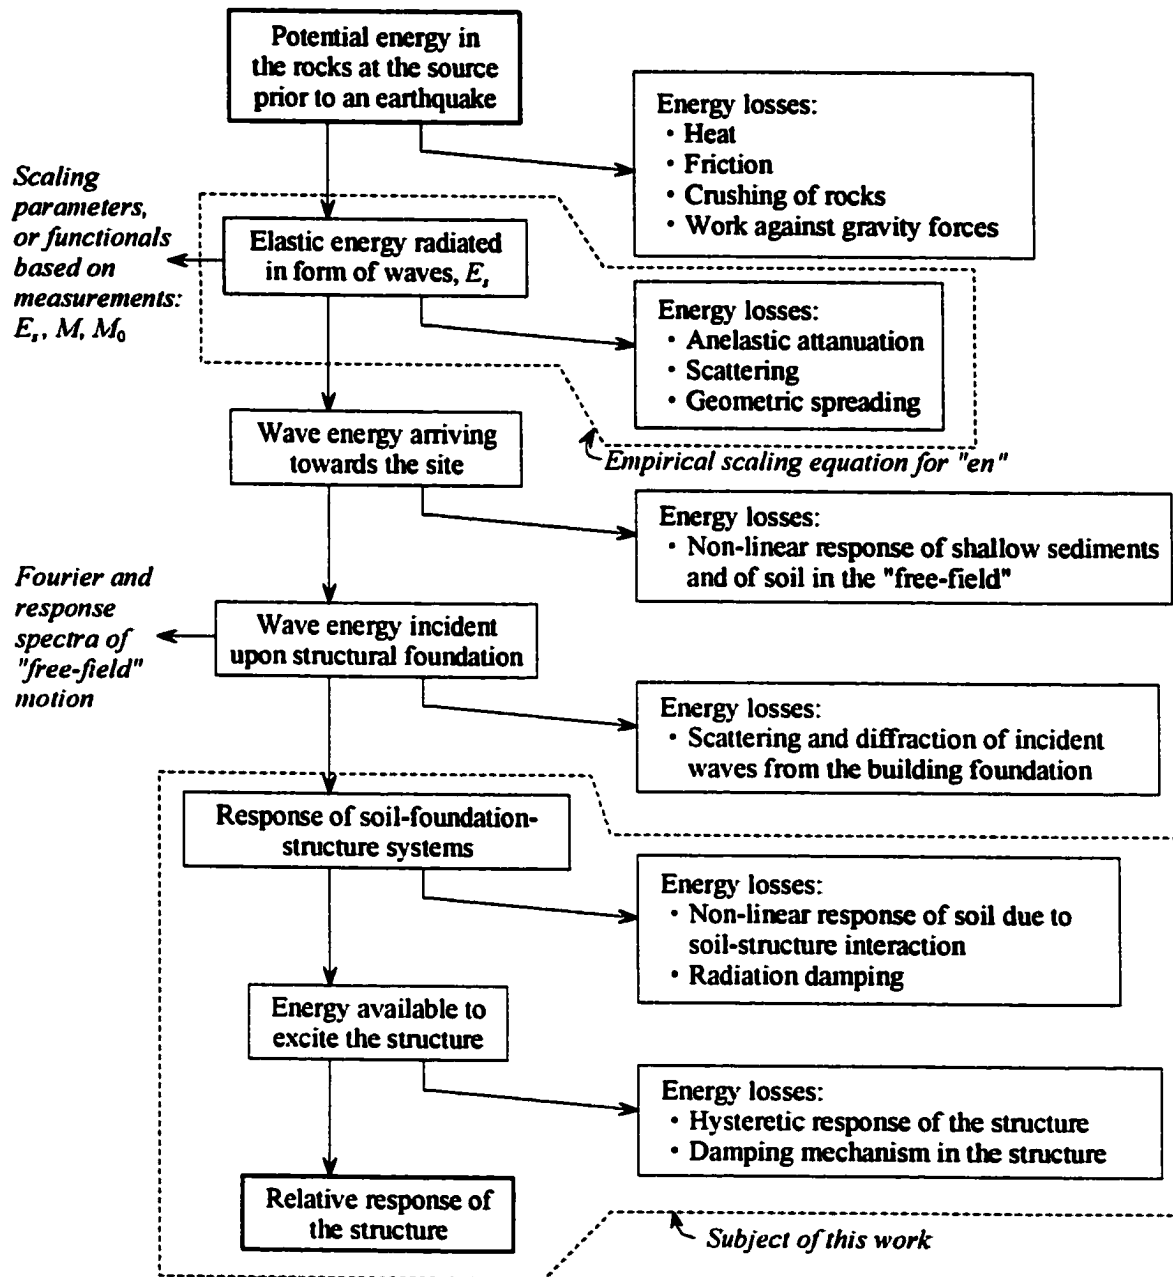 Potential energy in
the rocks at the source
prior to an earthquake
Energy losses:
• Heat
• Friction
• Crushing of rocks
• Work against gravity forces
Scaling
parameters,
or functionals
based on
measurements:
E_s, M, M_0
Elastic energy radiated
in form of waves, E_s
Energy losses:
• Anelastic attanuation
• Scattering
• Geometric spreading
Wave energy arriving
towards the site
Empirical scaling equation for "en"
Energy losses:
• Non-linear response of shallow sediments
and of soil in the "free-field"
Fourier and
response
spectra of
"free-field"
motion
Wave energy incident
upon structural foundation
Energy losses:
• Scattering and diffraction of incident
waves from the building foundation
Response of soil-foundation-
structure systems
Energy losses:
• Non-linear response of soil due to
soil-structure interaction
• Radiation damping
Energy available to
excite the structure
Energy losses:
• Hysteretic response of the structure
• Damping mechanism in the structure
Relative response of
the structure
Subject of this work